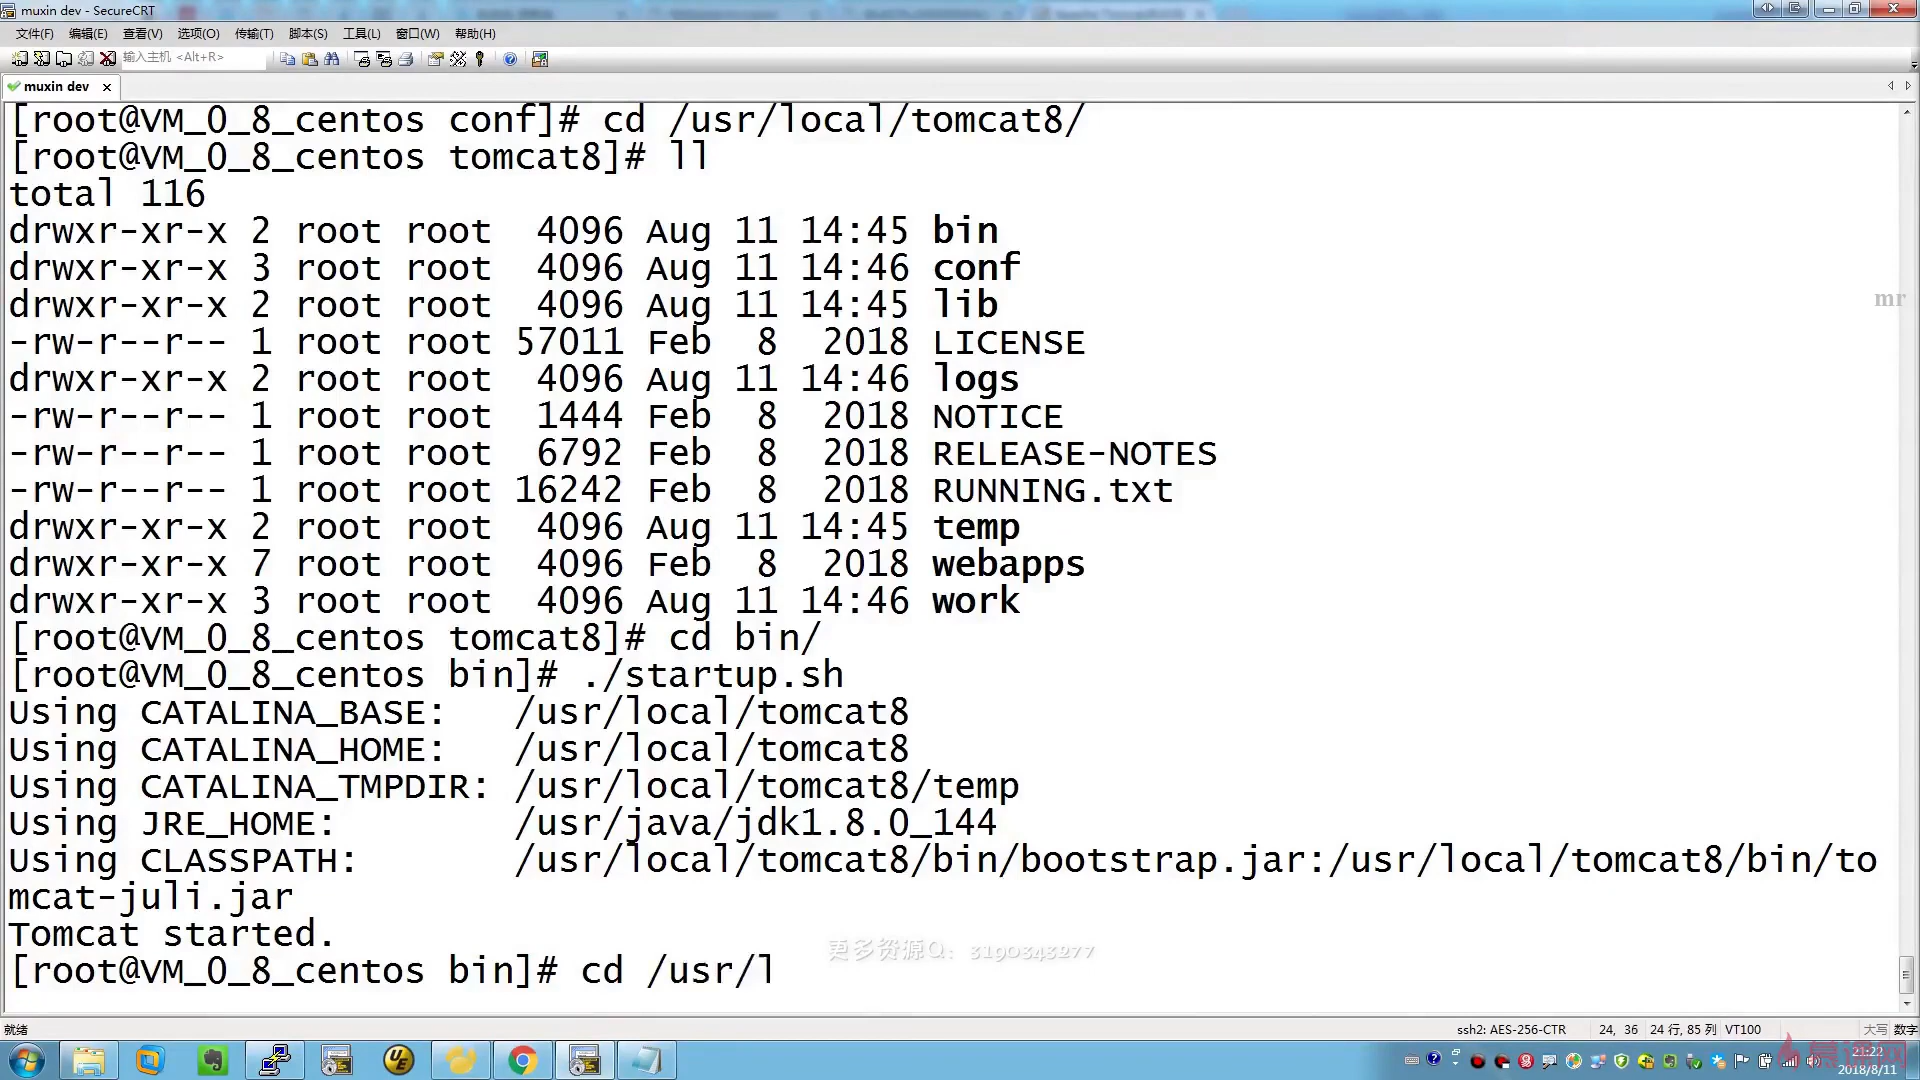 muxin dev - SecureCRT
文件(F) 编辑(E) 查看(V) 选项(O) 传输(T) 脚本(S) 工具(L) 窗口(W) 帮助(H)
输入主机 <Alt+R>
muxin dev
[root@VM_0_8_centos conf]# cd /usr/local/tomcat8/
[root@VM_0_8_centos tomcat8]# ll
total 116
drwxr-xr-x 2 root root  4096 Aug 11 14:45 bin
drwxr-xr-x 3 root root  4096 Aug 11 14:46 conf
drwxr-xr-x 2 root root  4096 Aug 11 14:45 lib
-rw-r--r-- 1 root root 57011 Feb  8  2018 LICENSE
drwxr-xr-x 2 root root  4096 Aug 11 14:46 logs
-rw-r--r-- 1 root root  1444 Feb  8  2018 NOTICE
-rw-r--r-- 1 root root  6792 Feb  8  2018 RELEASE-NOTES
-rw-r--r-- 1 root root 16242 Feb  8  2018 RUNNING.txt
drwxr-xr-x 2 root root  4096 Aug 11 14:45 temp
drwxr-xr-x 7 root root  4096 Feb  8  2018 webapps
drwxr-xr-x 3 root root  4096 Aug 11 14:46 work
[root@VM_0_8_centos tomcat8]# cd bin/
[root@VM_0_8_centos bin]# ./startup.sh
Using CATALINA_BASE:   /usr/local/tomcat8
Using CATALINA_HOME:   /usr/local/tomcat8
Using CATALINA_TMPDIR: /usr/local/tomcat8/temp
Using JRE_HOME:        /usr/java/jdk1.8.0_144
Using CLASSPATH:       /usr/local/tomcat8/bin/bootstrap.jar:/usr/local/tomcat8/bin/to
mcat-juli.jar
Tomcat started.
[root@VM_0_8_centos bin]# cd /usr/l
mr
更多资源Q: 3190343277
就绪 ssh2: AES-256-CTR 24, 36 24 行, 85 列 VT100 大写 数字
21:22
2018/8/11
慕课网